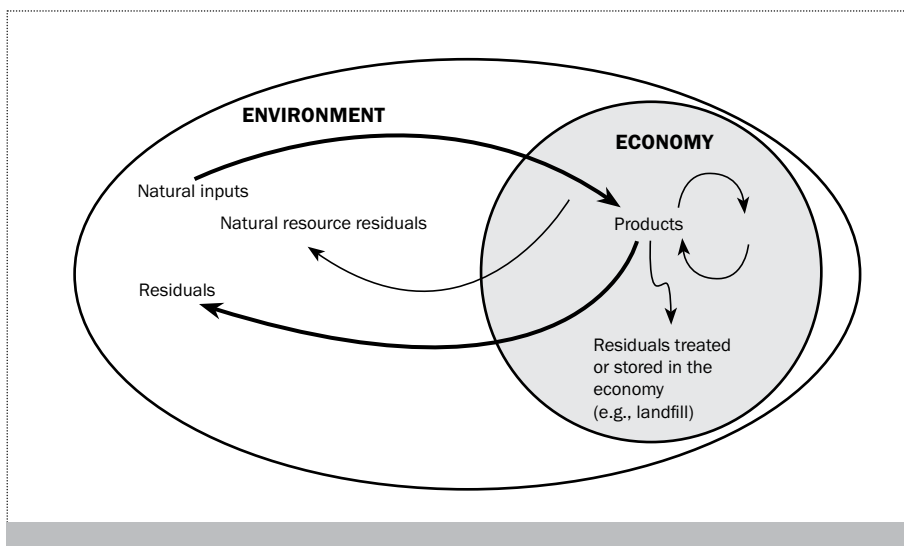 ENVIRONMENT
ECONOMY
Natural inputs
Natural resource residuals
Products
Residuals
Residuals treated
or stored in the
economy
(e.g., landfill)